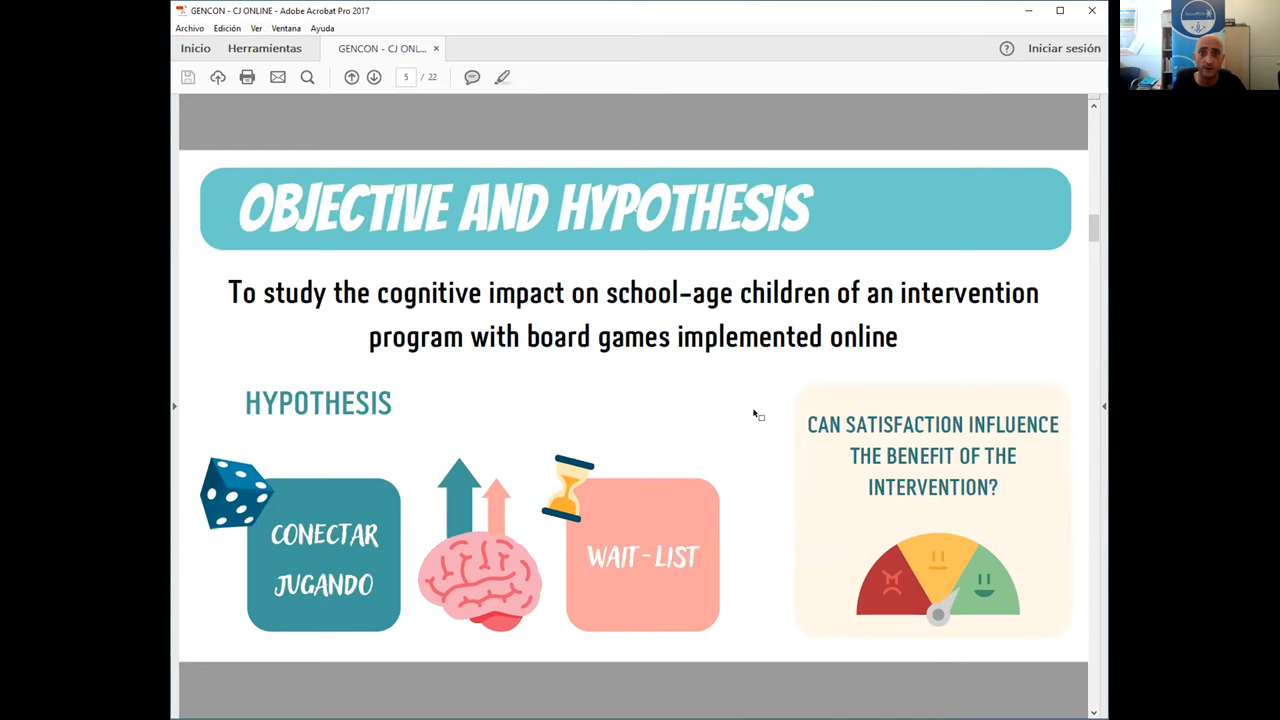 GENCON - CJ ONLINE - Adobe Acrobat Pro 2017
Archivo Edición Ver Ventana Ayuda
Inicio Herramientas GENCON - CJ ONL... × Iniciar sesión
5 / 22
OBJECTIVE AND HYPOTHESIS
To study the cognitive impact on school-age children of an intervention
program with board games implemented online
HYPOTHESIS
CONECTAR
JUGANDO
WAIT-LIST
CAN SATISFACTION INFLUENCE
THE BENEFIT OF THE
INTERVENTION?